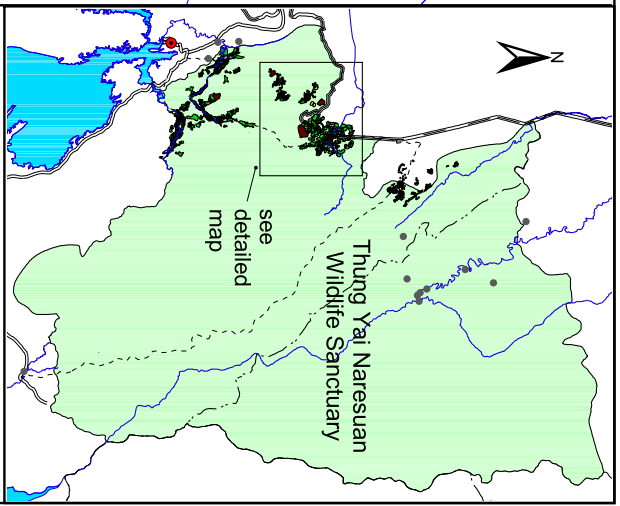 N
Thung Yai Naresuan
Wildlife Sanctuary
see
detailed
map